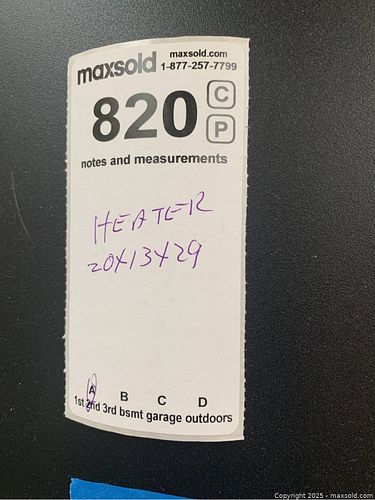 maxsold
maxsold.com
1-877-257-7799
820
C
P
notes and measurements
HEATER
20X13X29
A B C D
1st 2nd 3rd bsmt garage outdoors
Copyright 2025 - maxsold.com